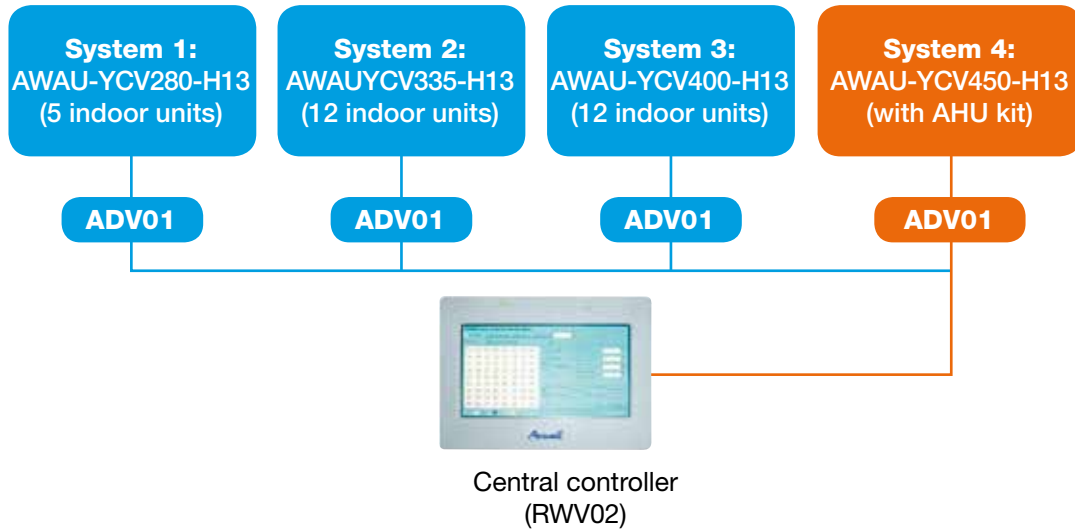 System 1:
AWAU-YCV280-H13
(5 indoor units)
System 2:
AWAUYCV335-H13
(12 indoor units)
System 3:
AWAU-YCV400-H13
(12 indoor units)
System 4:
AWAU-YCV450-H13
(with AHU kit)
ADV01
ADV01
ADV01
ADV01
Airwell
Central controller
(RWV02)